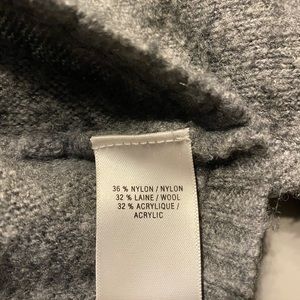 36 % NYLON / NYLON
32 % LAINE / WOOL
32 % ACRYLIQUE /
ACRYLIC